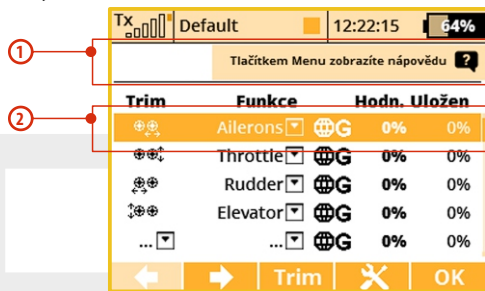 Tx Default 12:22:15 64%
1
Tlačítkem Menu zobrazíte nápovědu ?
2
Trim Funkce Hodn. Uložen
Ailerons G 0% 0%
Throttle G 0% 0%
Rudder G 0% 0%
Elevator G 0% 0%
... ... G 0% 0%
Trim OK